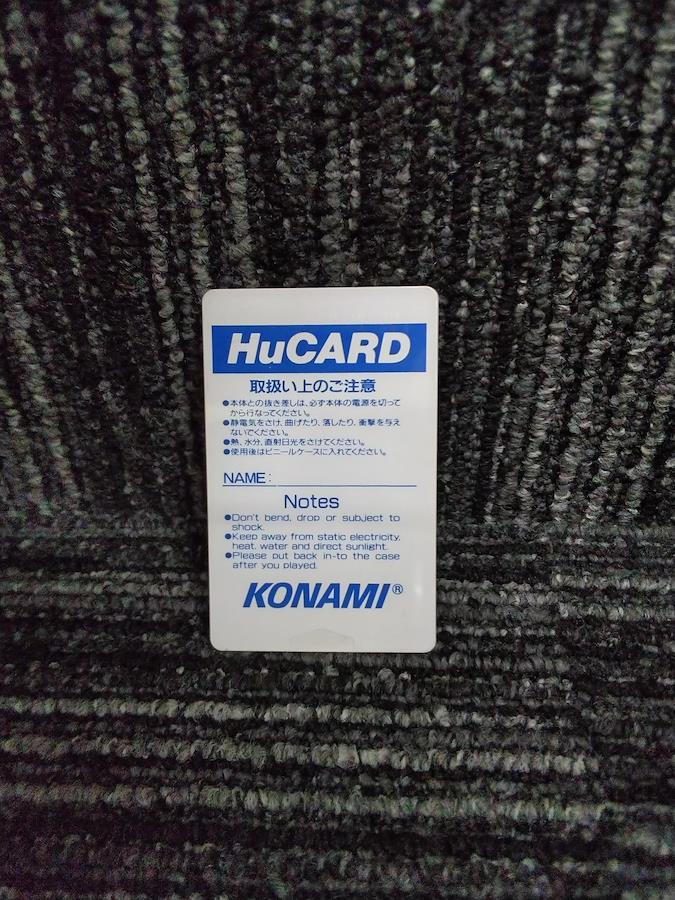 HuCARD
取扱い上のご注意
●本体との抜き差しは、必ず本体の電源を切って
から行なってください。
●静電気をさけ、曲げたり、落したり、衝撃を与え
ないでください。
●熱、水分、直射日光をさけてください。
●使用後はビニールケースに入れてください。
NAME:
Notes
●Don't bend, drop or subject to
shock.
●Keep away from static electricity,
heat, water and direct sunlight.
●Please put back in-to the case
after you played.
KONAMI®